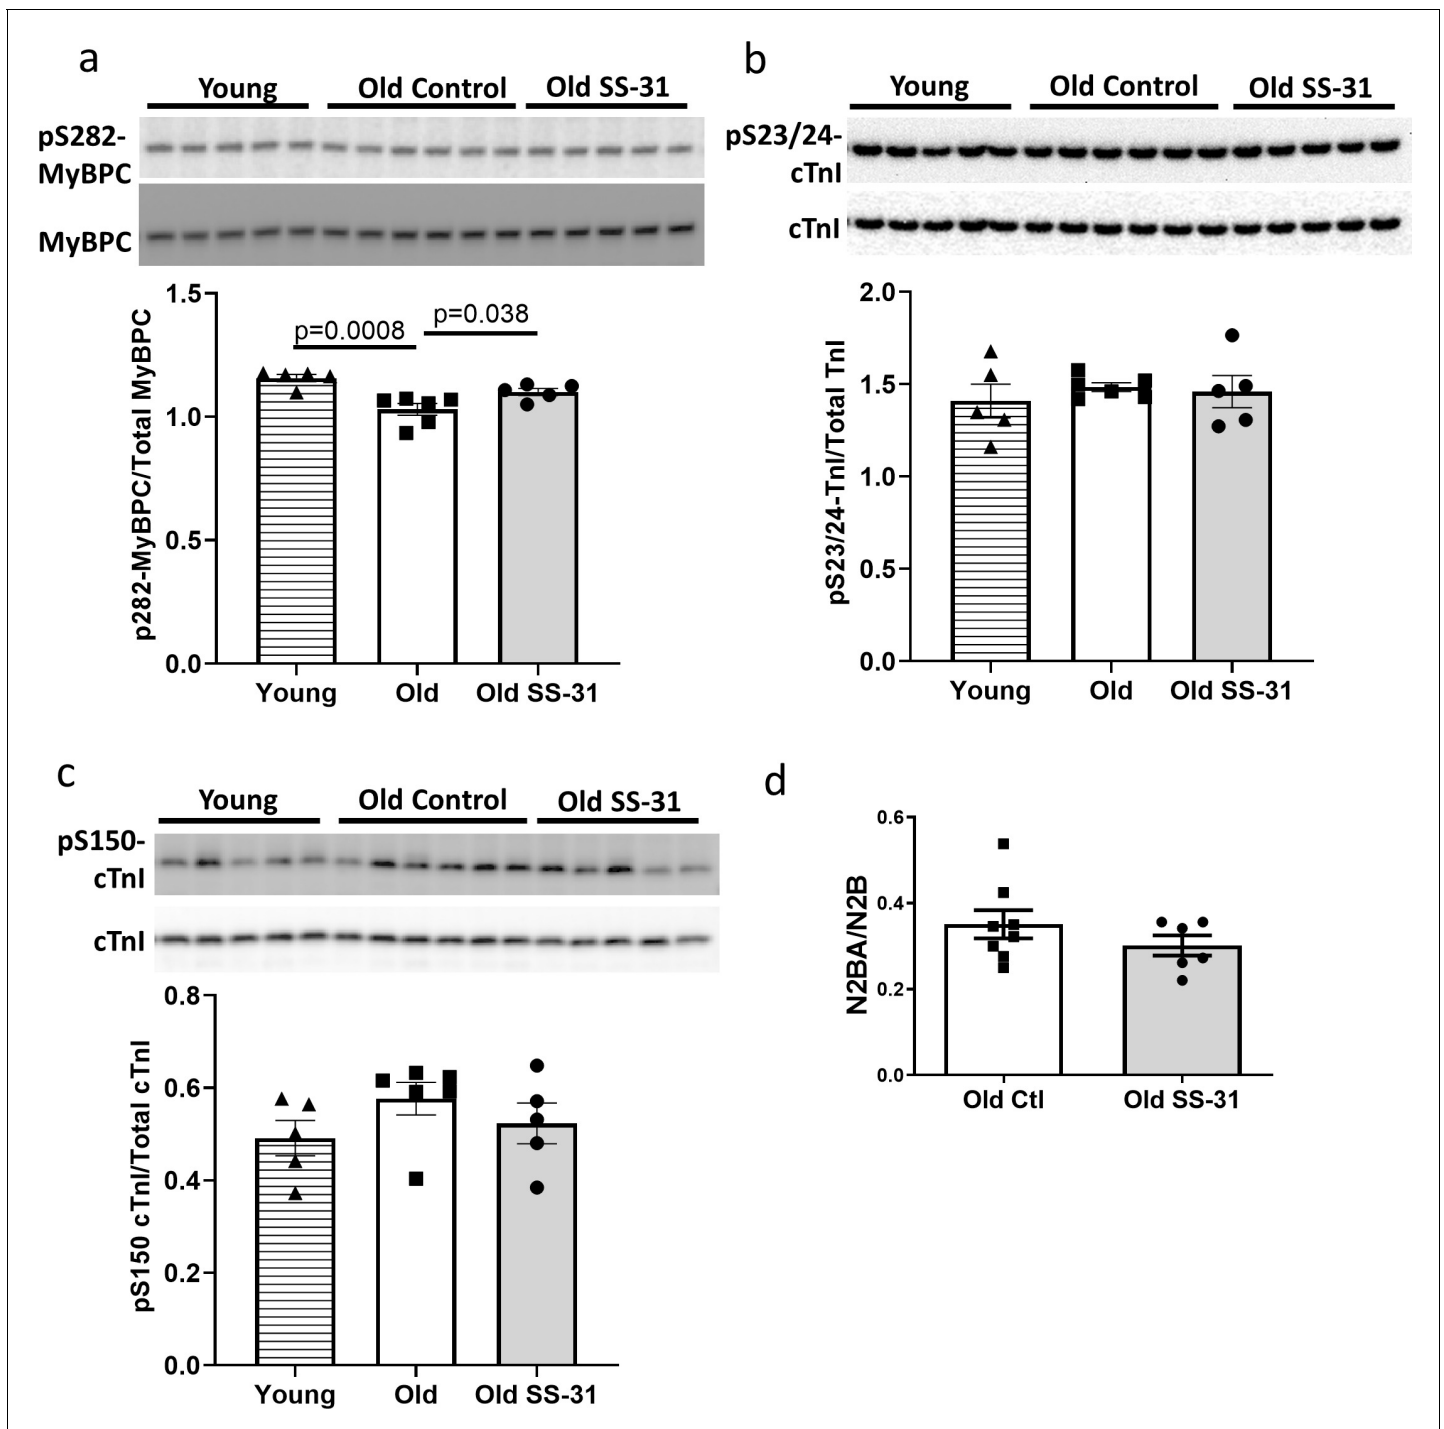 a
Young Old Control Old SS-31
pS282-
MyBPC
MyBPC
1.5
1.0
0.5
0.0
p282-MyBPC/Total MyBPC
p=0.0008
p=0.038
Young Old Old SS-31
b
Young Old Control Old SS-31
pS23/24-
cTnI
cTnI
2.0
1.5
1.0
0.5
0.0
pS23/24-TnI/Total TnI
Young Old Old SS-31
c
Young Old Control Old SS-31
pS150-
cTnI
cTnI
0.8
0.6
0.4
0.2
0.0
pS150 cTnI/Total cTnI
Young Old Old SS-31
d
0.6
0.4
0.2
0.0
N2BA/N2B
Old Ctl Old SS-31